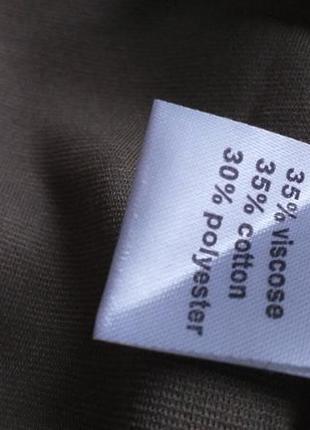 35% viscose
35% cotton
30% polyester